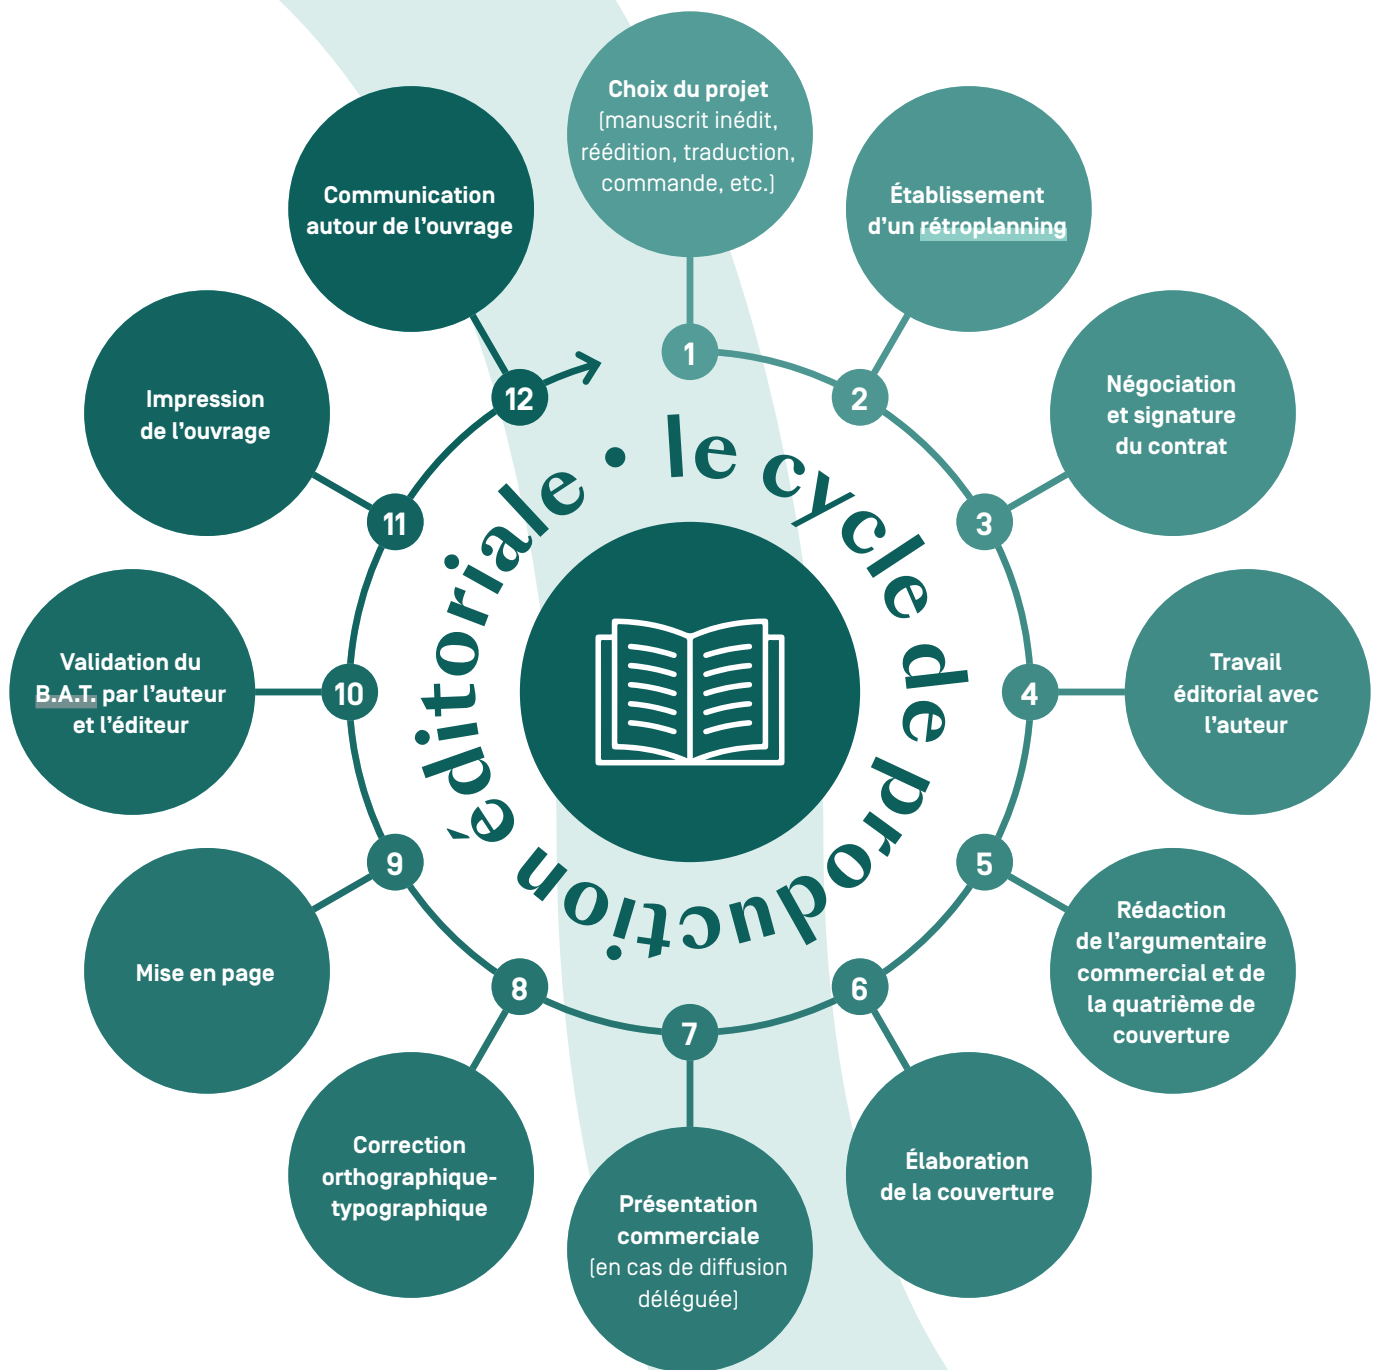 Choix du projet
(manuscrit inédit,
réédition, traduction,
commande, etc.)
1
Établissement
d'un rétroplanning
2
Négociation
et signature
du contrat
3
Travail
éditorial avec
l'auteur
4
Rédaction
de l'argumentaire
commercial et de
la quatrième de
couverture
5
Élaboration
de la couverture
6
Présentation
commerciale
(en cas de diffusion
déléguée)
7
Correction
orthographique-
typographique
8
Mise en page
9
Validation du
B.A.T. par l'auteur
et l'éditeur
10
Impression
de l'ouvrage
11
Communication
autour de l'ouvrage
12
le cycle de production éditoriale •